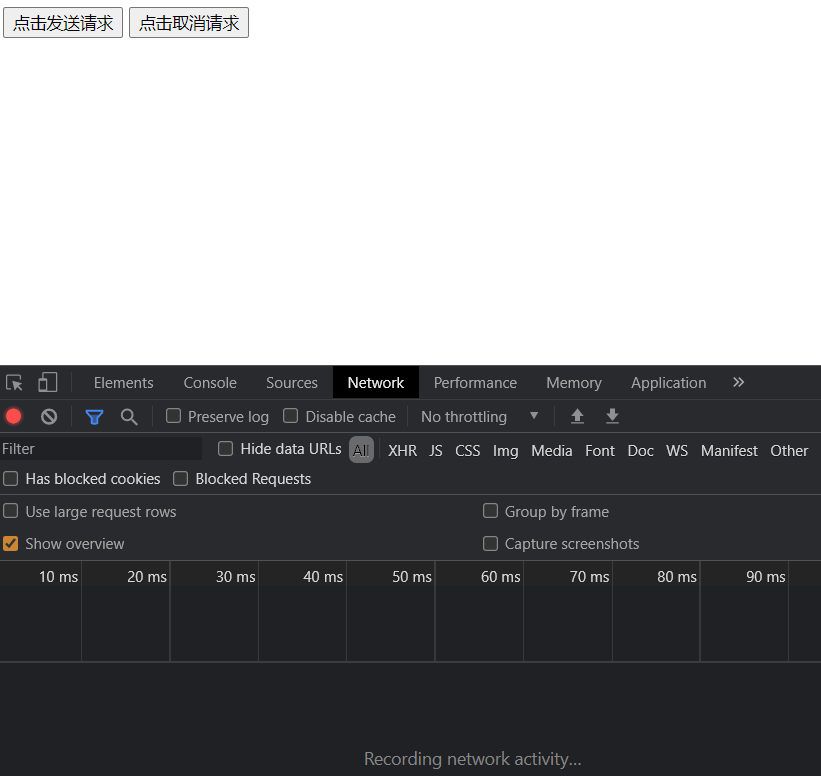 点击发送请求 点击取消请求
Elements Console Sources Network Performance Memory Application
Preserve log Disable cache No throttling
Filter Hide data URLs All XHR JS CSS Img Media Font Doc WS Manifest Other
Has blocked cookies Blocked Requests
Use large request rows Group by frame
Show overview Capture screenshots
10 ms 20 ms 30 ms 40 ms 50 ms 60 ms 70 ms 80 ms 90 ms
Recording network activity...